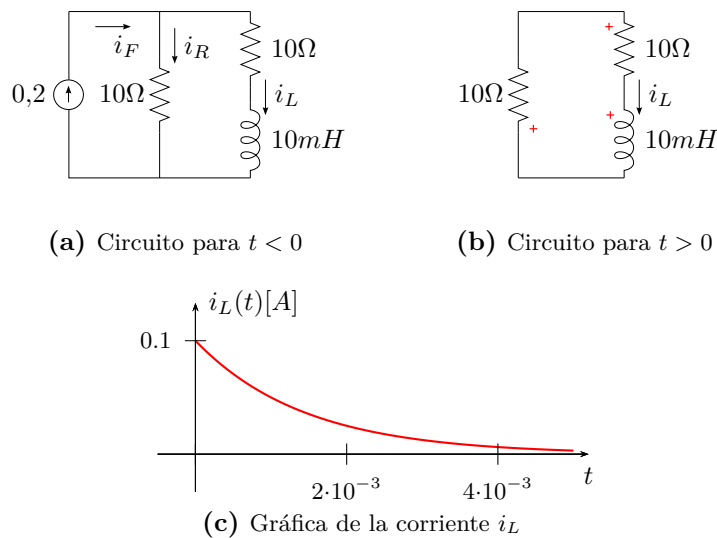 0,2
i_F
i_R
10Ω
10Ω
i_L
10mH
(a) Circuito para t < 0
10Ω
+
+
10Ω
i_L
+
10mH
(b) Circuito para t > 0
i_L(t)[A]
0.1
2·10⁻³
4·10⁻³
t
(c) Gráfica de la corriente i_L